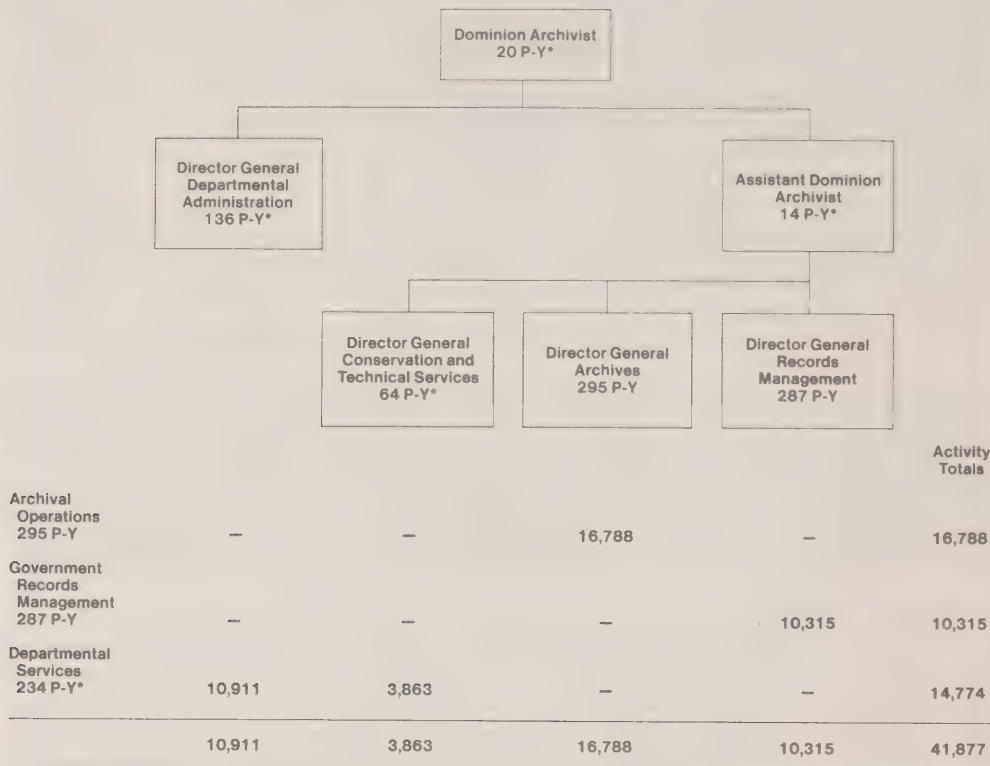 Dominion Archivist
20 P-Y*
Director General
Departmental
Administration
136 P-Y*
Assistant Dominion
Archivist
14 P-Y*
Director General
Conservation and
Technical Services
64 P-Y*
Director General
Archives
295 P-Y
Director General
Records
Management
287 P-Y
Activity
Totals
Archival
Operations
295 P-Y – – 16,788 – 16,788
Government
Records
Management
287 P-Y – – – 10,315 10,315
Departmental
Services
234 P-Y* 10,911 3,863 – – 14,774
10,911 3,863 16,788 10,315 41,877